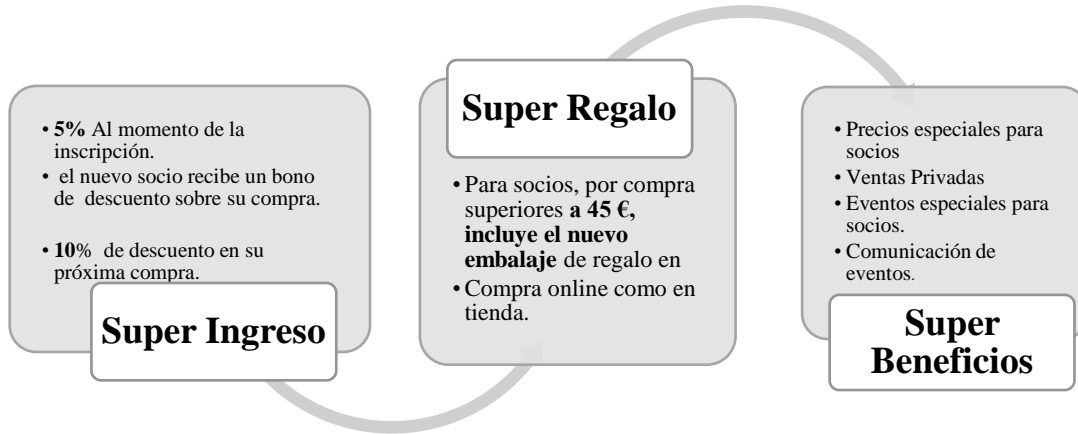 • 5% Al momento de la
inscripción.
• el nuevo socio recibe un bono
de descuento sobre su compra.
• 10% de descuento en su
próxima compra.
Super Ingreso
Super Regalo
• Para socios, por compra
superiores a 45 €,
incluye el nuevo
embalaje de regalo en
• Compra online como en
tienda.
• Precios especiales para
socios
• Ventas Privadas
• Eventos especiales para
socios.
• Comunicación de
eventos.
Super
Beneficios